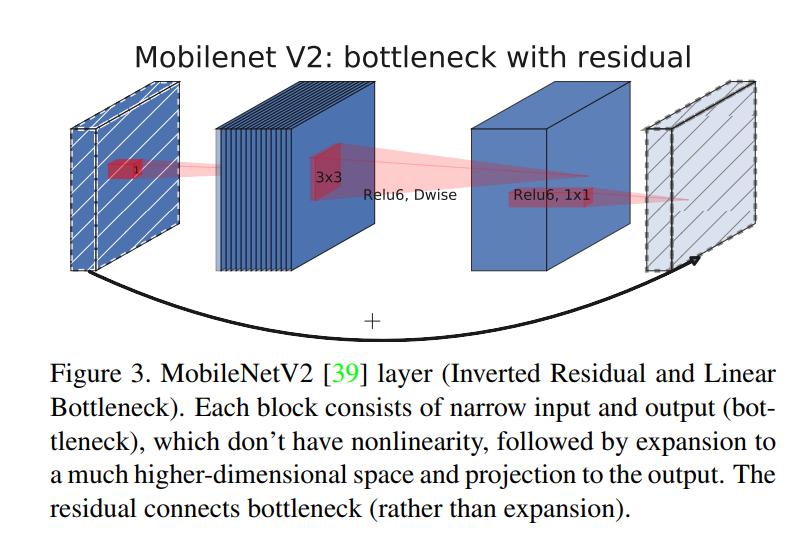 Mobilenet V2: bottleneck with residual
1
3x3
Relu6, Dwise
Relu6, 1x1
+
Figure 3. MobileNetV2 [39] layer (Inverted Residual and Linear
Bottleneck). Each block consists of narrow input and output (bot-
tleneck), which don’t have nonlinearity, followed by expansion to
a much higher-dimensional space and projection to the output. The
residual connects bottleneck (rather than expansion).